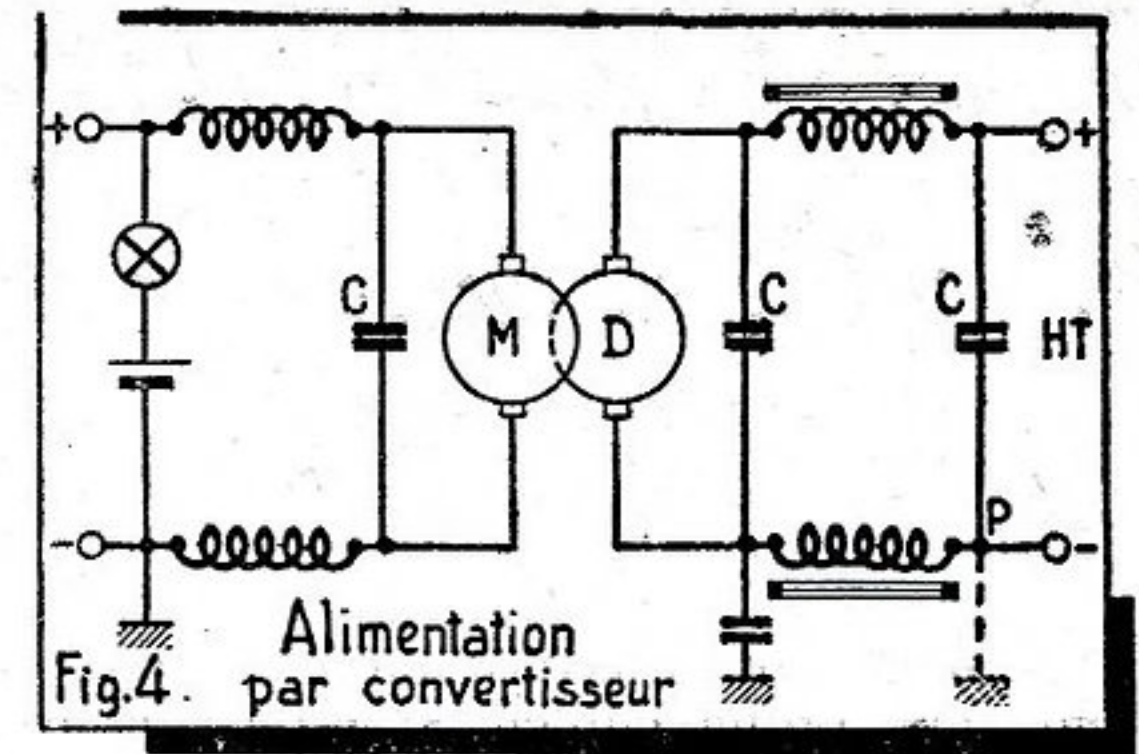 + +
C M D C C HT
- P -
Alimentation
Fig.4. par convertisseur